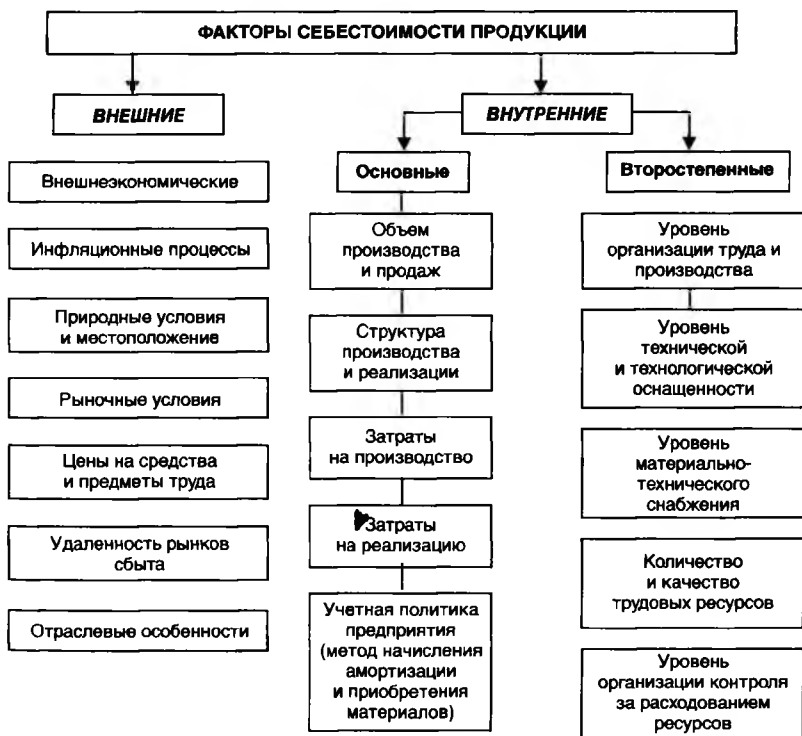 ФАКТОРЫ СЕБЕСТОИМОСТИ ПРОДУКЦИИ
ВНЕШНИЕ
Внешнеэкономические
Инфляционные процессы
Природные условия
и местоположение
Рыночные условия
Цены на средства
и предметы труда
Удаленность рынков
сбыта
Отраслевые особенности
ВНУТРЕННИЕ
Основные
Объем
производства
и продаж
Структура
производства
и реализации
Затраты
на производство
Затраты
на реализацию
Учетная политика
предприятия
(метод начисления
амортизации
и приобретения
материалов)
Второстепенные
Уровень
организации труда и
производства
Уровень
технической
и технологической
оснащенности
Уровень
материально-
технического
снабжения
Количество
и качество
трудовых ресурсов
Уровень
организации контроля
за расходованием
ресурсов